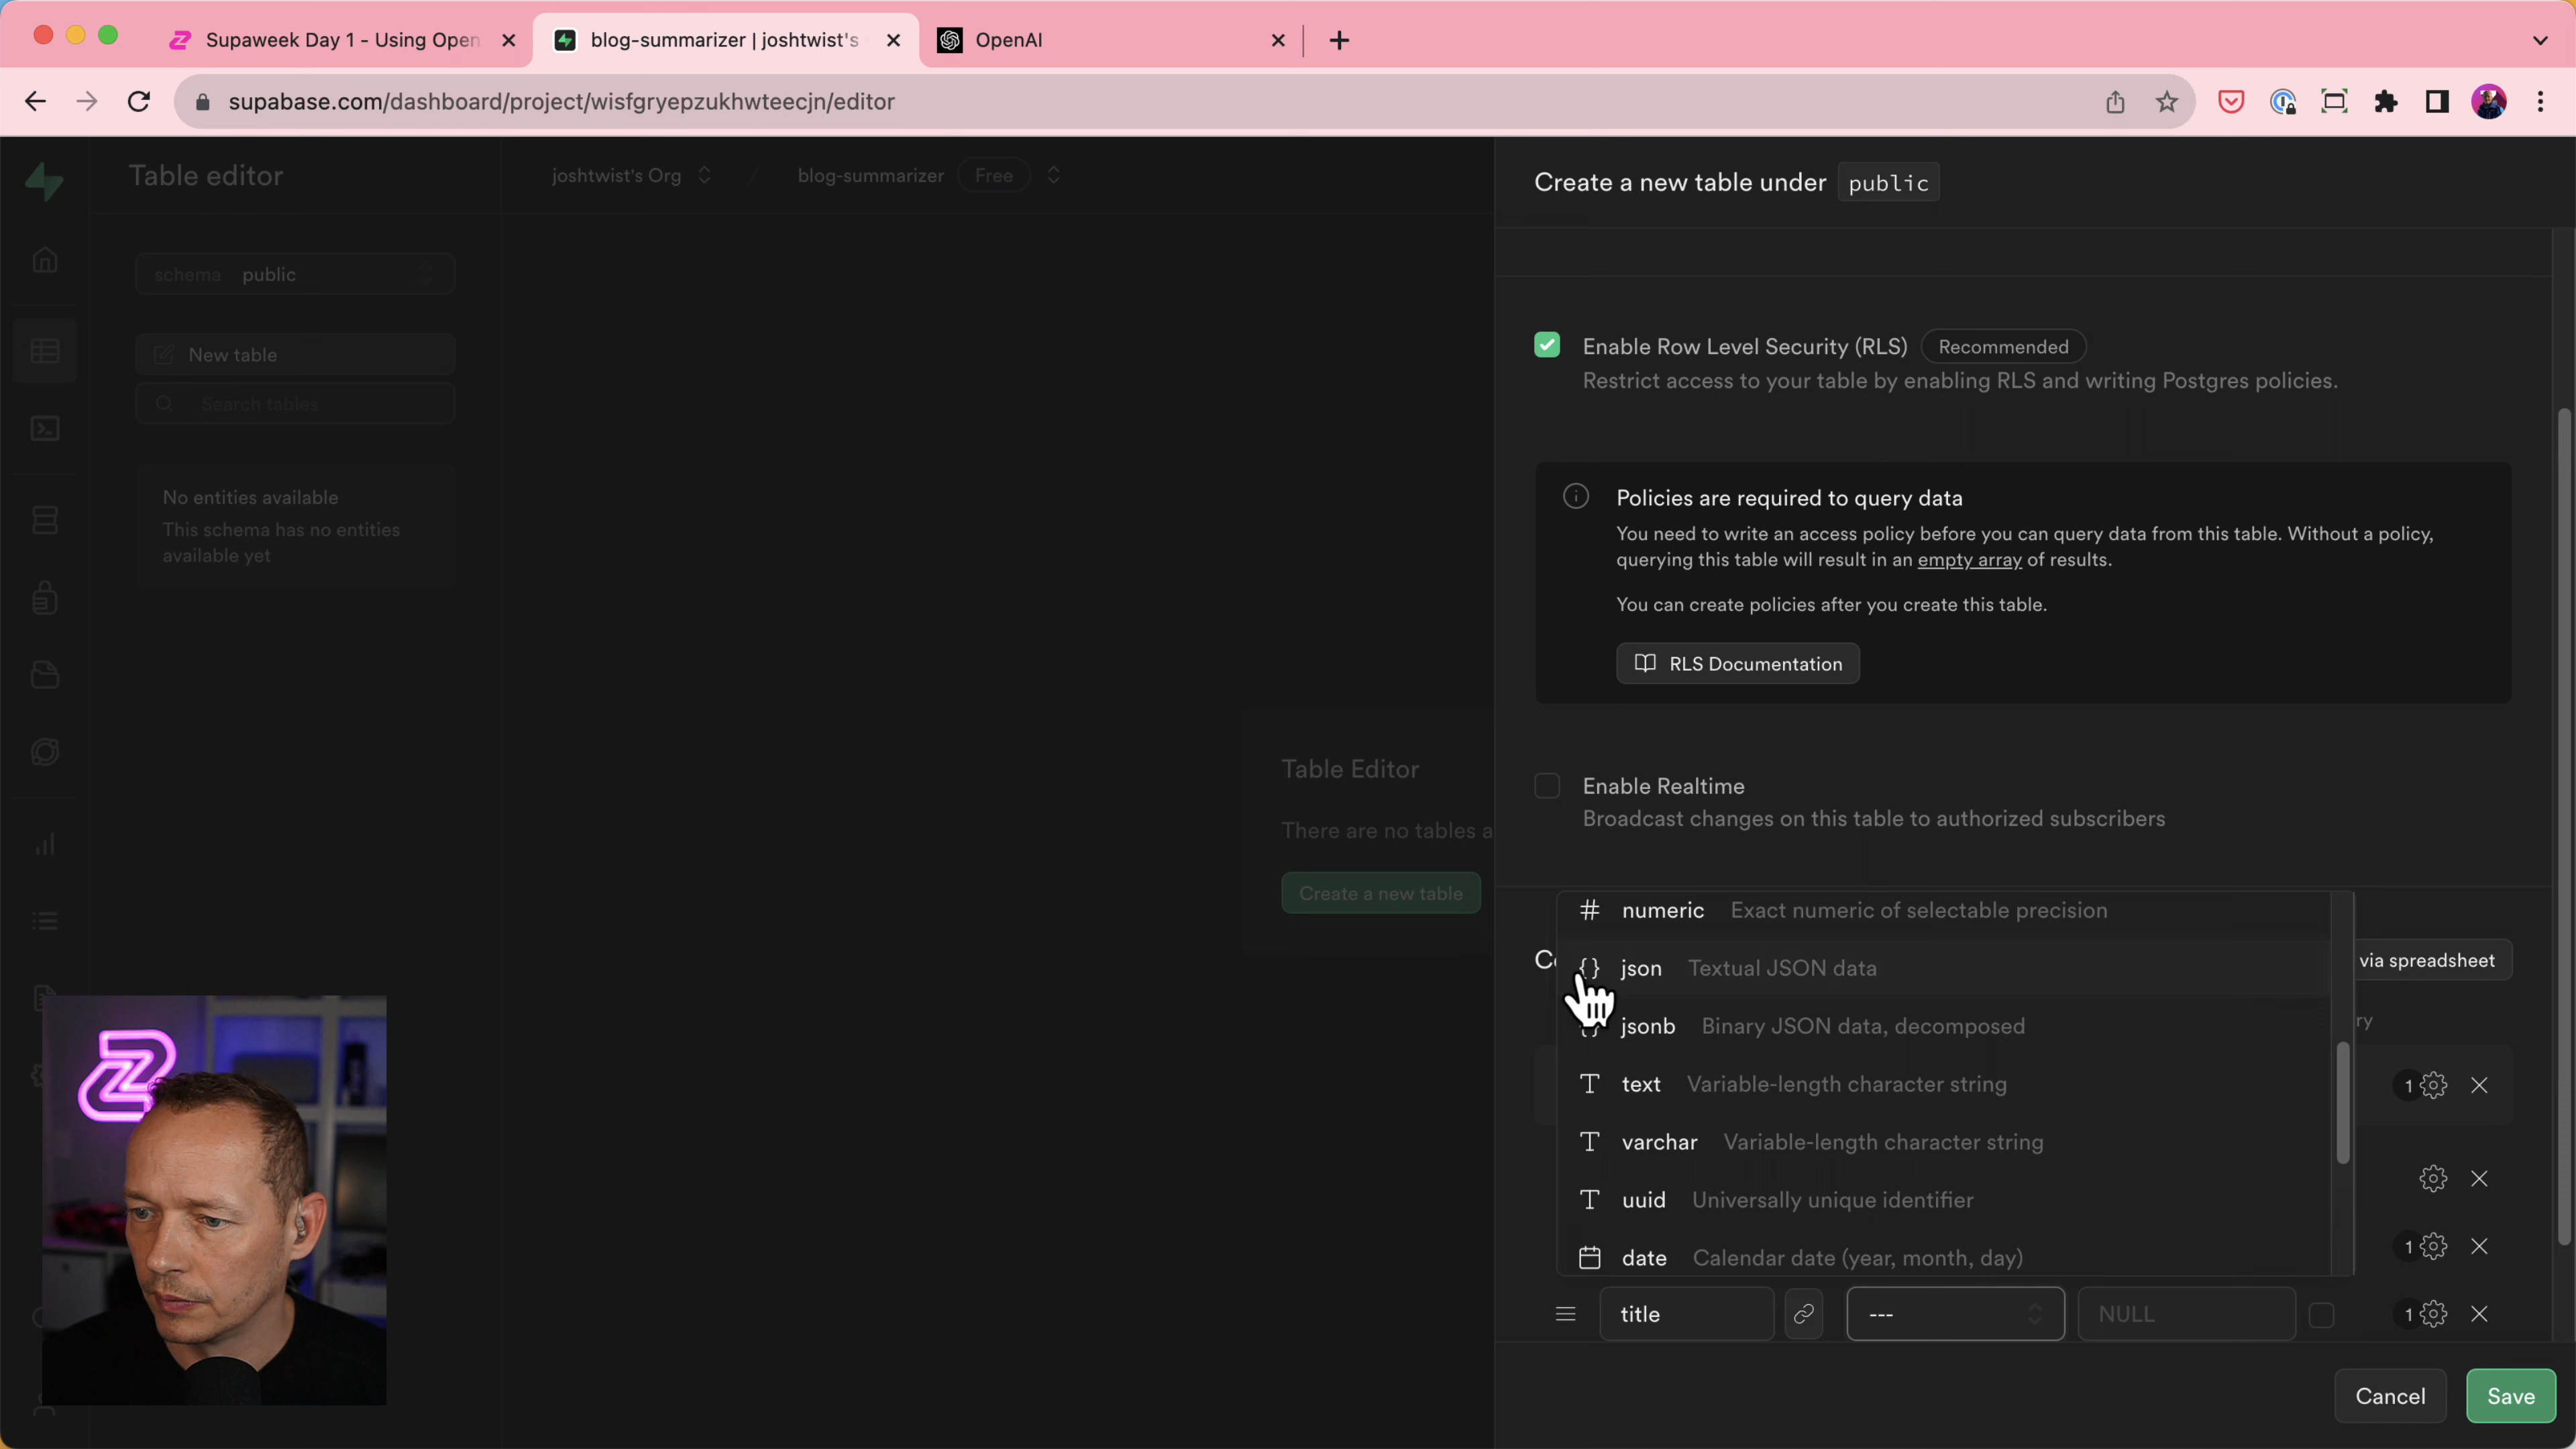 Supaweek Day 1 - Using Open
blog-summarizer | joshtwist's
OpenAI
supabase.com/dashboard/project/wisfgryepzukhwteecjn/editor
Table editor
joshtwist's Org
/
blog-summarizer
Free
Create a new table under public
schema public
New table
Search tables
No entities available
This schema has no entities
available yet
Enable Row Level Security (RLS)
Recommended
Restrict access to your table by enabling RLS and writing Postgres policies.
Policies are required to query data
You need to write an access policy before you can query data from this table. Without a policy,
querying this table will result in an empty array of results.
You can create policies after you create this table.
RLS Documentation
Table Editor
There are no tables a
Create a new table
Enable Realtime
Broadcast changes on this table to authorized subscribers
numeric Exact numeric of selectable precision
json Textual JSON data
via spreadsheet
jsonb Binary JSON data, decomposed
ry
text Variable-length character string
1
varchar Variable-length character string
uuid Universally unique identifier
date Calendar date (year, month, day)
1
title
---
NULL
1
Cancel
Save